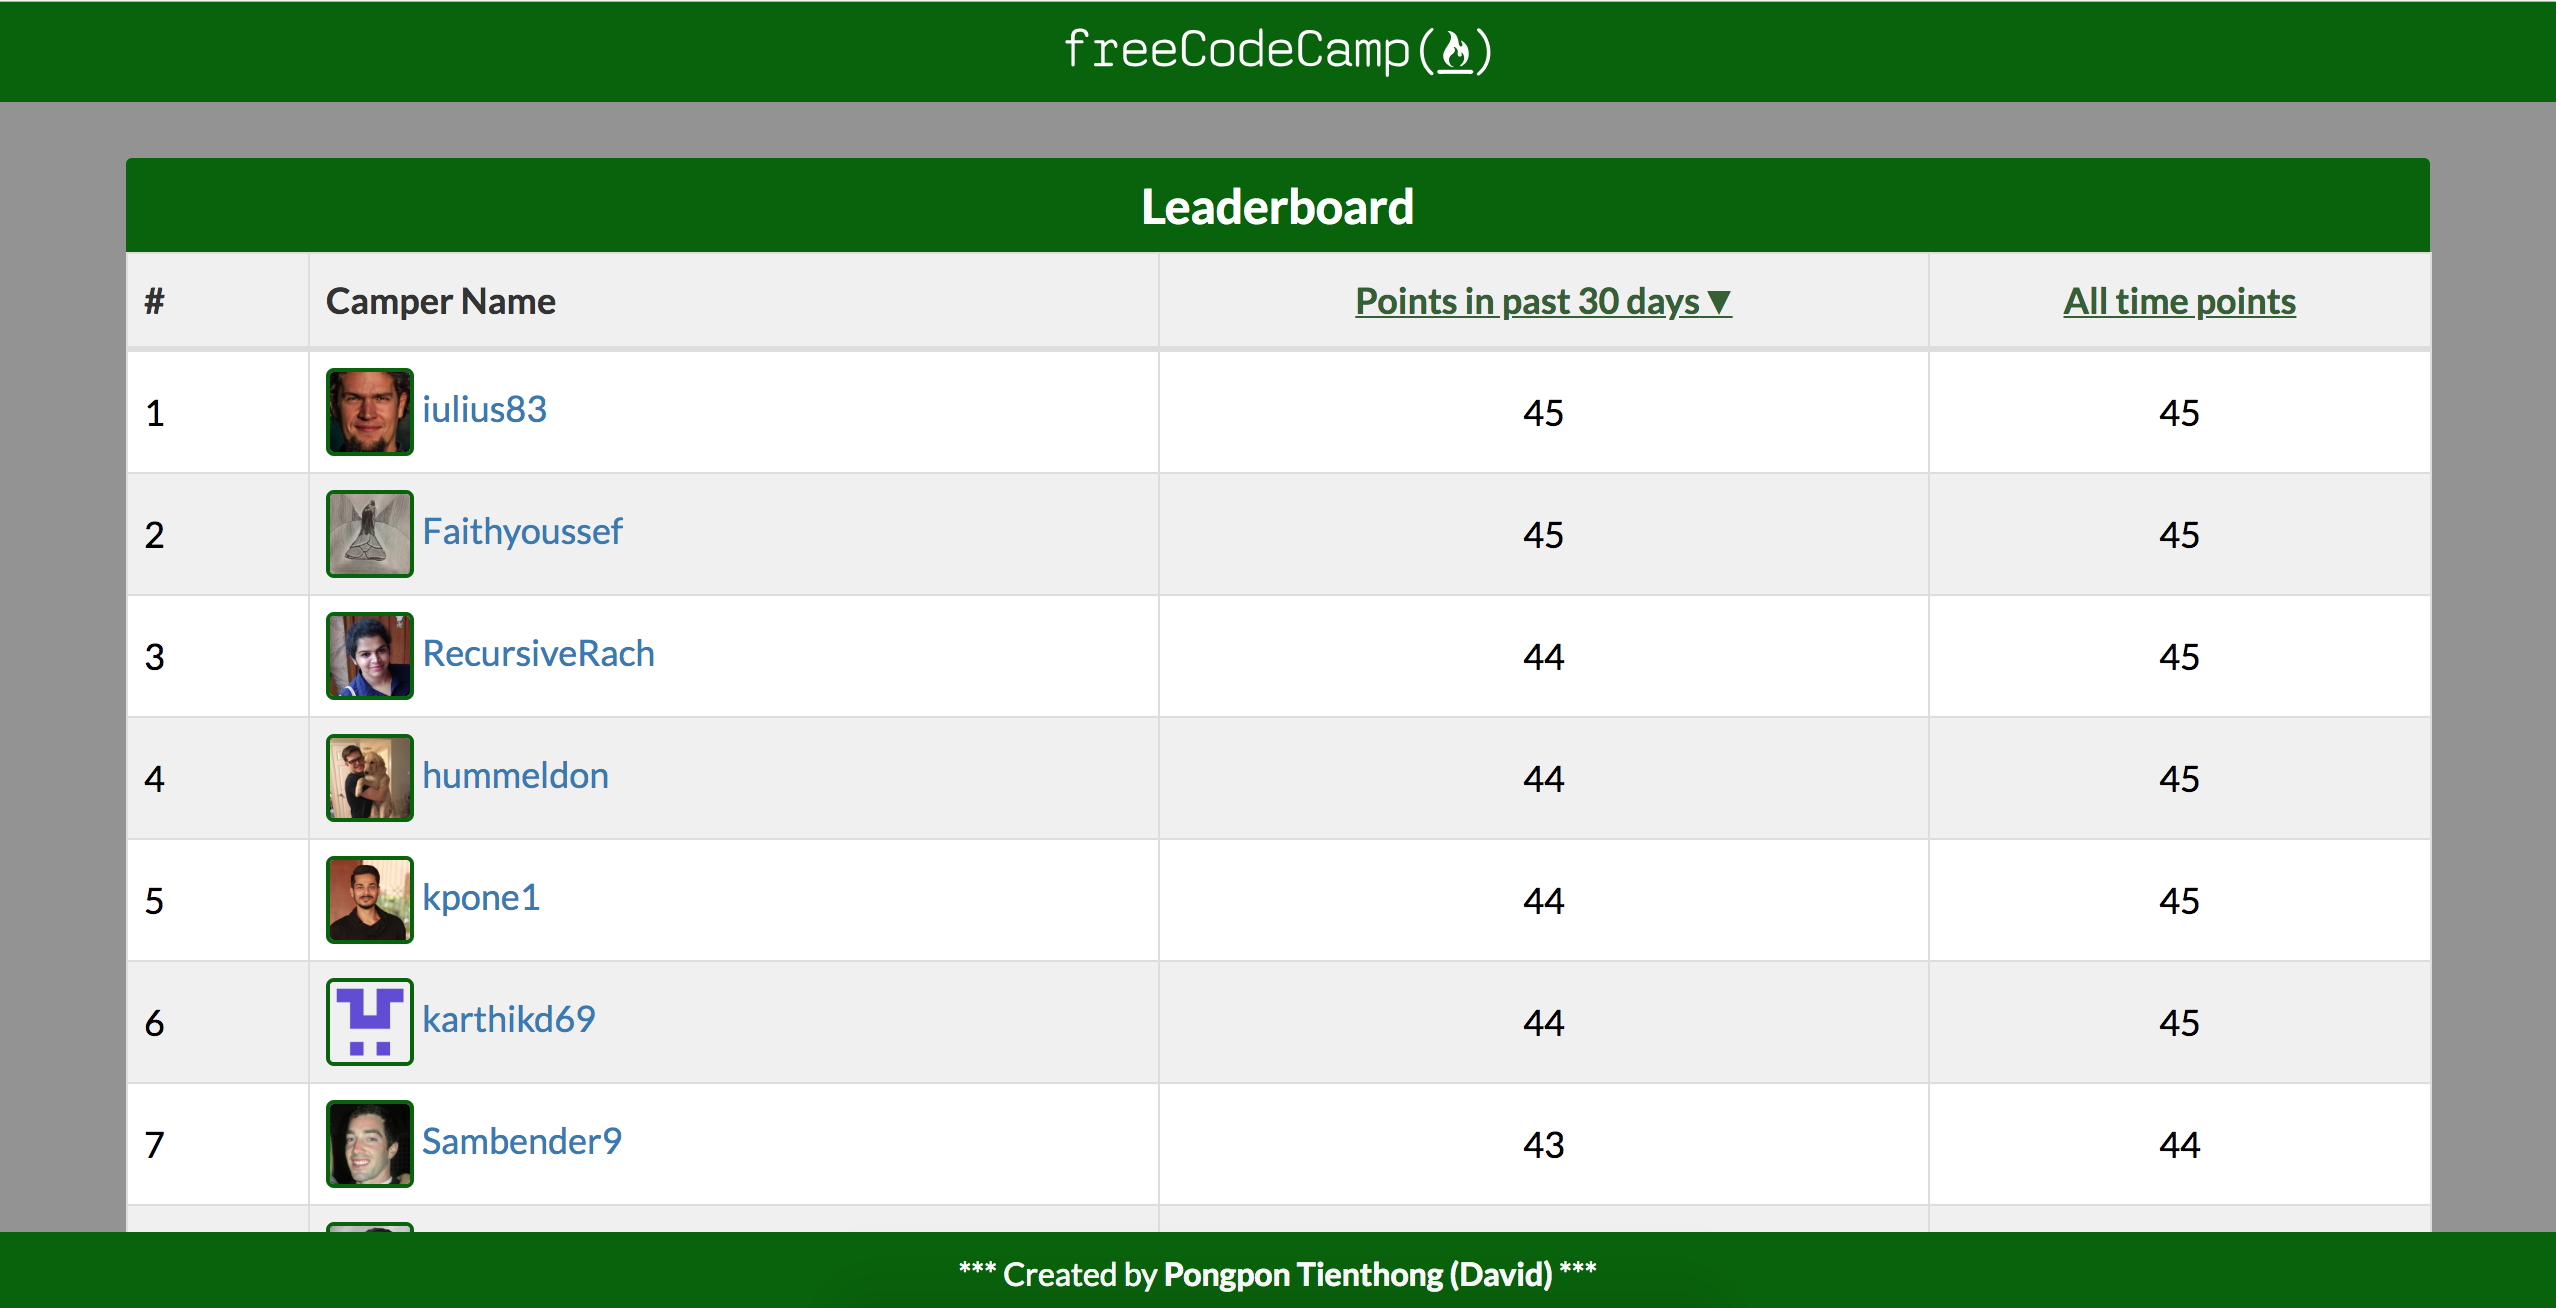 freeCodeCamp(🔥)
Leaderboard
# Camper Name Points in past 30 days ▼ All time points
1 iulius83 45 45
2 Faithyoussef 45 45
3 RecursiveRach 44 45
4 hummeldon 44 45
5 kpone1 44 45
6 karthikd69 44 45
7 Sambender9 43 44
*** Created by Pongpon Tienthong (David) ***